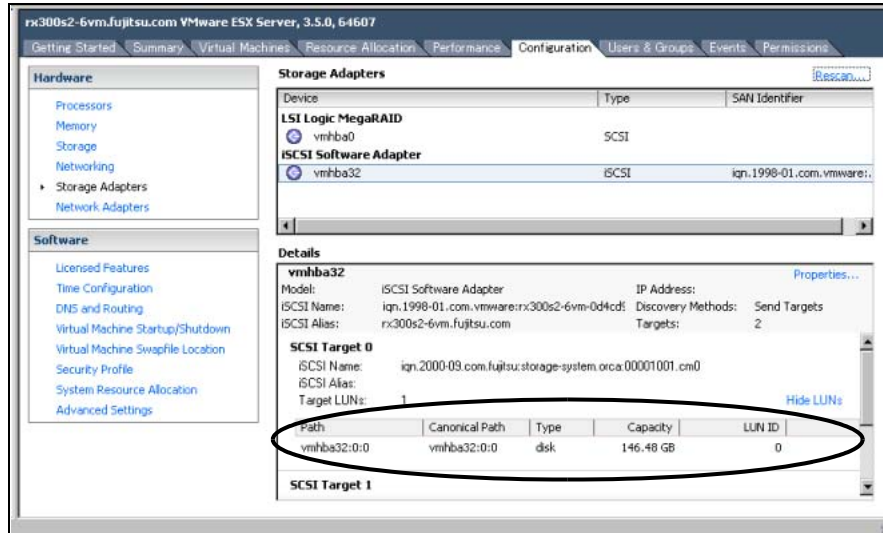 rx300s2-6vm.fujitsu.com VMware ESX Server, 3.5.0, 64607
Getting Started Summary Virtual Machines Resource Allocation Performance Configuration Users & Groups Events Permissions
Hardware
Processors
Memory
Storage
Networking
Storage Adapters
Network Adapters
Software
Licensed Features
Time Configuration
DNS and Routing
Virtual Machine Startup/Shutdown
Virtual Machine Swapfile Location
Security Profile
System Resource Allocation
Advanced Settings
Storage Adapters
Rescan...
Device Type SAN Identifier
LSI Logic MegaRAID
vmhba0 SCSI
iSCSI Software Adapter
vmhba32 iSCSI iqn.1998-01.com.vmware:.
Details
vmhba32 Properties...
Model: iSCSI Software Adapter IP Address:
iSCSI Name: iqn.1998-01.com.vmware:rx300s2-6vm-0d4cd9 Discovery Methods: Send Targets
iSCSI Alias: rx300s2-6vm.fujitsu.com Targets: 2
SCSI Target 0
iSCSI Name: iqn.2000-09.com.fujitsu:storage-system.orca:00001001.cm0
iSCSI Alias:
Target LUNs: 1 Hide LUNs
Path Canonical Path Type Capacity LUN ID
vmhba32:0:0 vmhba32:0:0 disk 146.48 GB 0
SCSI Target 1